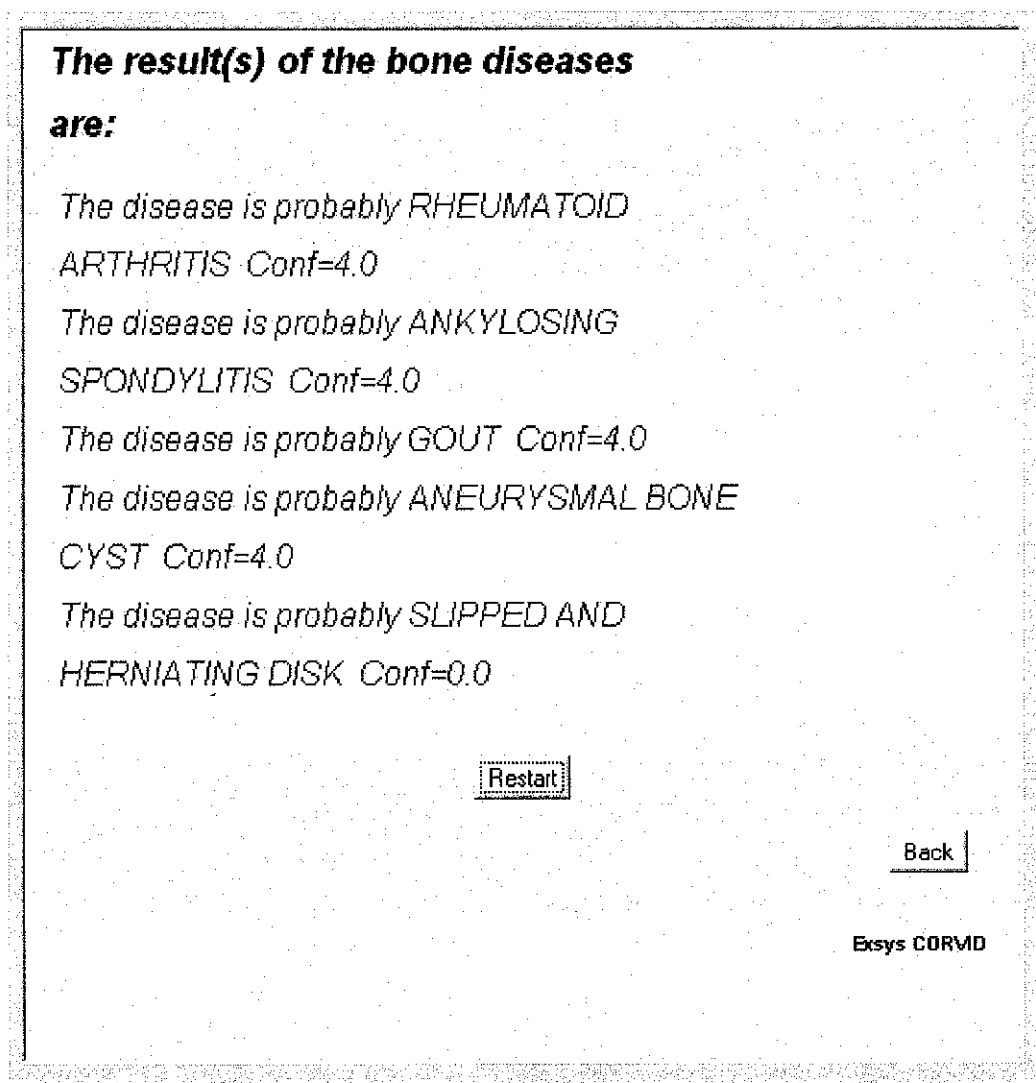 The result(s) of the bone diseases
are:
The disease is probably RHEUMATOID
ARTHRITIS Conf=4.0
The disease is probably ANKYLOSING
SPONDYLITIS Conf=4.0
The disease is probably GOUT Conf=4.0
The disease is probably ANEURYSMAL BONE
CYST Conf=4.0
The disease is probably SLIPPED AND
HERNIATING DISK Conf=0.0
Restart
Back
Exsys CORVID